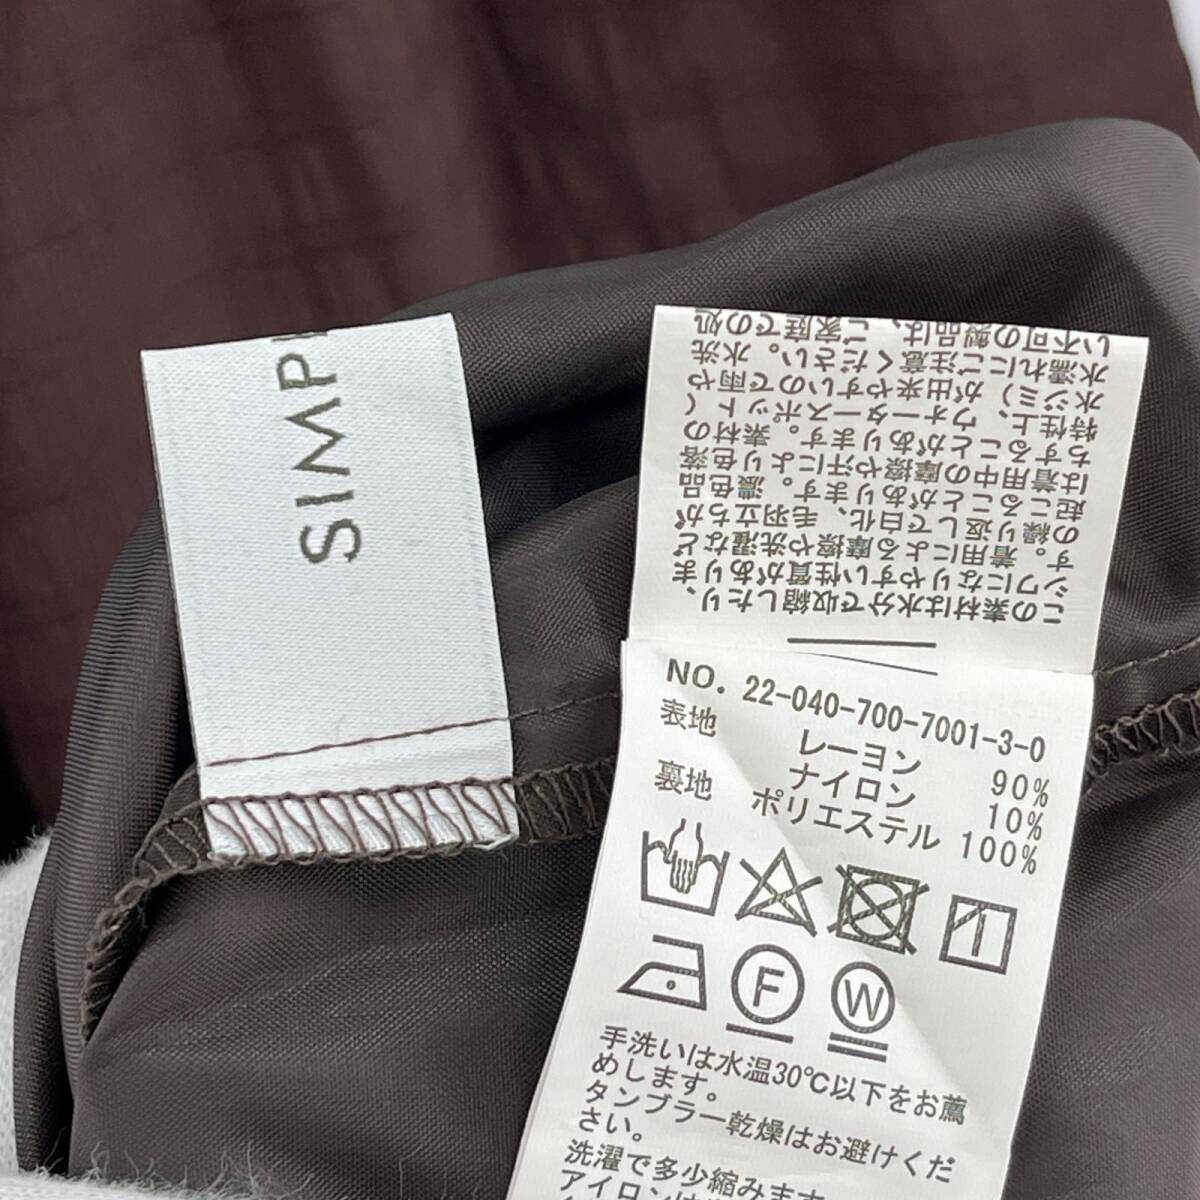 SIMP
この素材は水分で収縮したり、
シワになりやすい性質がありま
す。着用による摩擦や洗濯など
の繰り返しで白化、毛羽立ちが
起こることがあります。濃色品
は着用中の摩擦や汗により色落
ちすることがあります。素材の
特性上、ウォータースポット(
水ジミ)が出来やすいので雨や
水濡れにご注意ください。水洗
い不可の製品は、ご家庭での処
NO. 22-040-700-7001-3-0
表地 レーヨン 90%
ナイロン 10%
裏地 ポリエステル 100%
F W
手洗いは水温30℃以下をお薦
めします。
タンブラー乾燥はお避けくだ
さい。
洗濯で多少縮みます
アイロンは